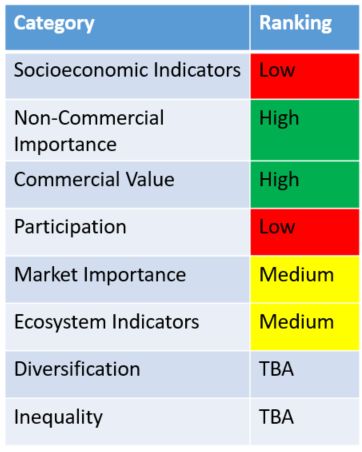 Category Ranking
Socioeconomic Indicators Low
Non-Commercial High
Importance
Commercial Value High
Participation Low
Market Importance Medium
Ecosystem Indicators Medium
Diversification TBA
Inequality TBA